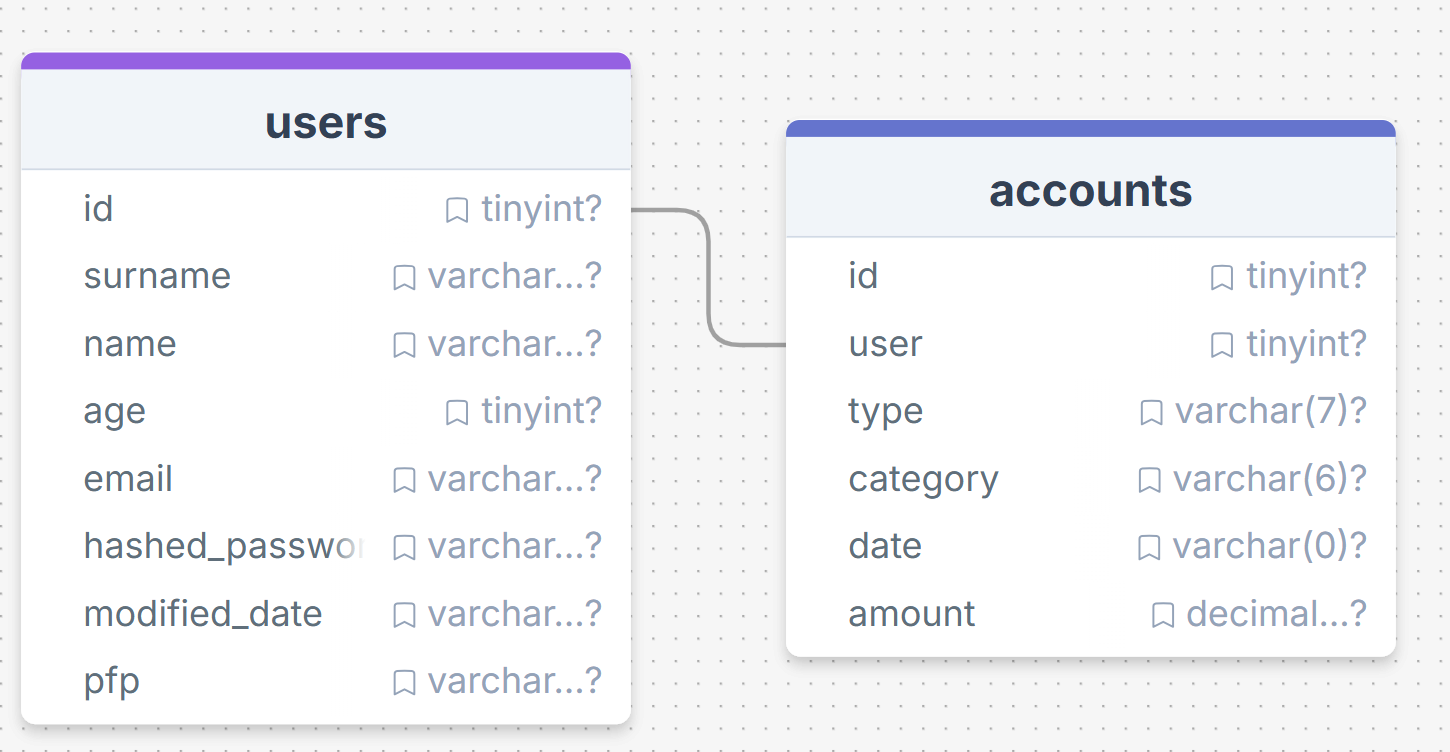 users
id tinyint?
surname varchar...?
name varchar...?
age tinyint?
email varchar...?
hashed_passwor varchar...?
modified_date varchar...?
pfp varchar...?
accounts
id tinyint?
user tinyint?
type varchar(7)?
category varchar(6)?
date varchar(0)?
amount decimal...?